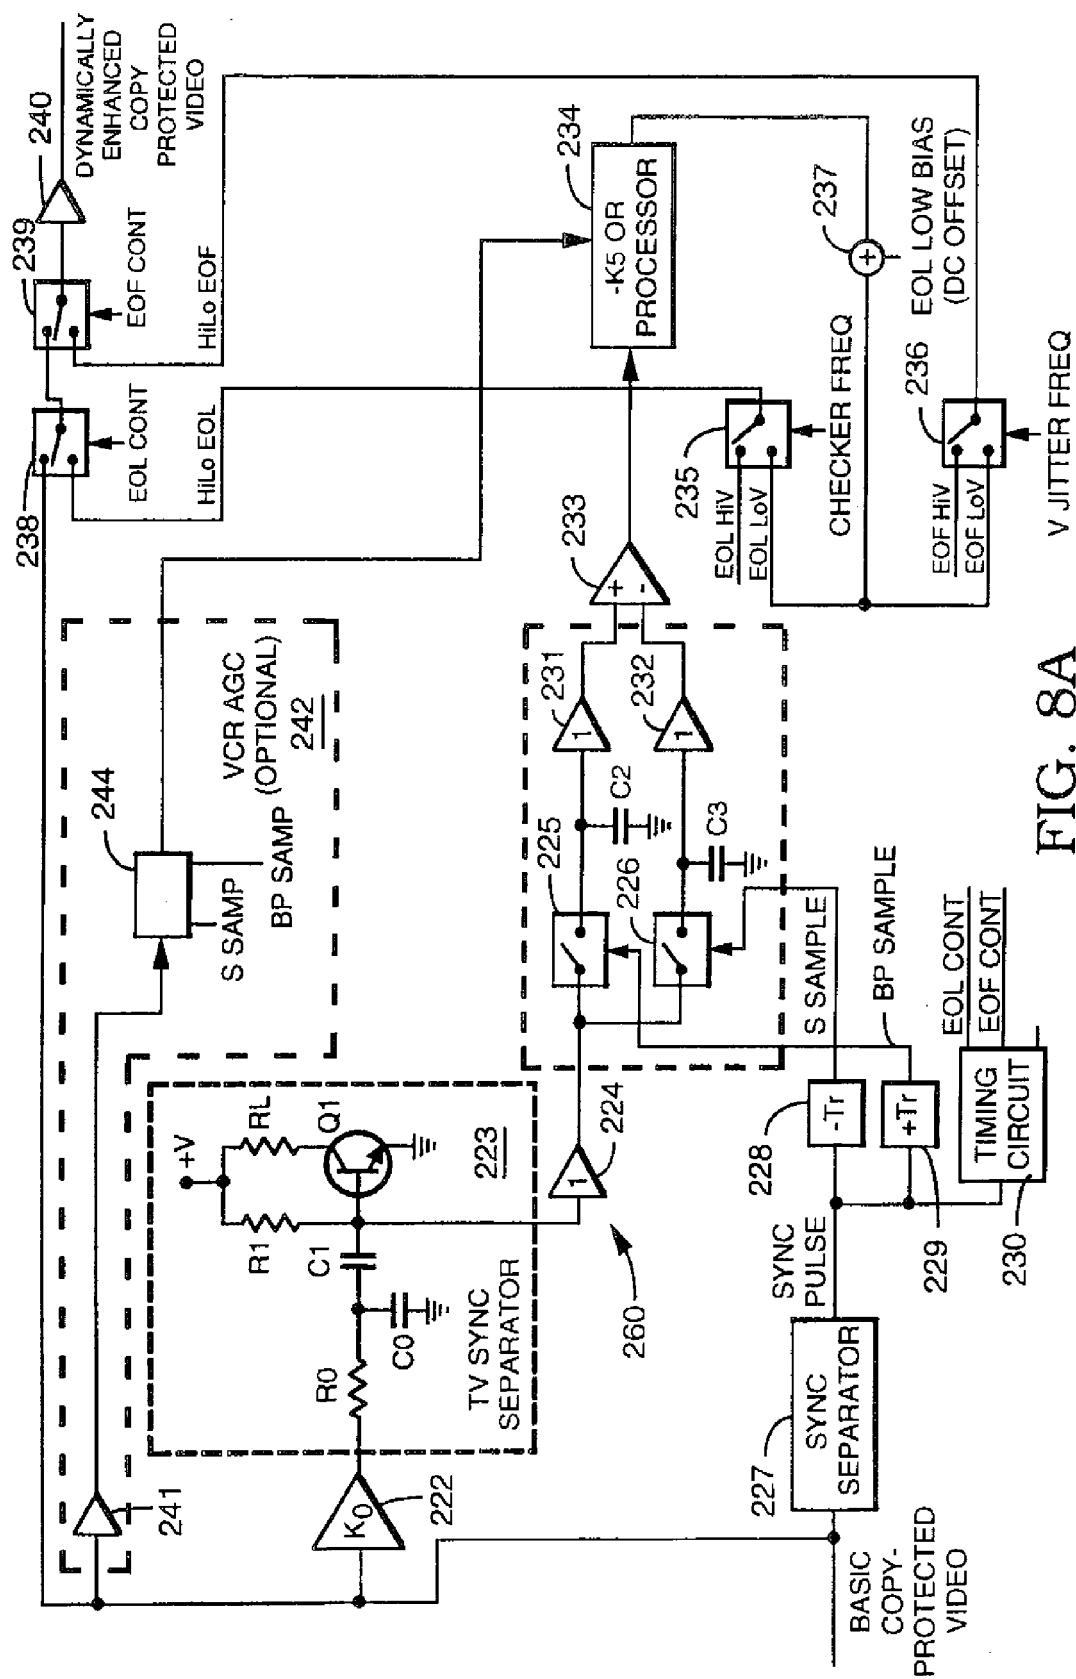 240
DYNAMICALLY
ENHANCED
COPY
PROTECTED
VIDEO
239
EOF CONT
HiLo EOF
238
EOL CONT
HiLo EOL
244
S SAMP
BP SAMP
VCR AGC
(OPTIONAL)
242
241
+V
RL
Q1
R1
C1
223
C0
R0
TV SYNC
SEPARATOR
K0
222
1
224
260
225
C2
226
C3
1
231
1
232
+
-
233
-K5 OR
PROCESSOR
234
235
EOL HiV
EOL LoV
CHECKER FREQ
+
237
EOL LOW BIAS
(DC OFFSET)
236
EOF HiV
EOF LoV
V JITTER FREQ
BASIC
COPY-
PROTECTED
VIDEO
SYNC
SEPARATOR
227
SYNC
PULSE
-Tr
228
+Tr
229
S SAMPLE
BP SAMPLE
TIMING
CIRCUIT
230
EOL CONT
EOF CONT
FIG. 8A